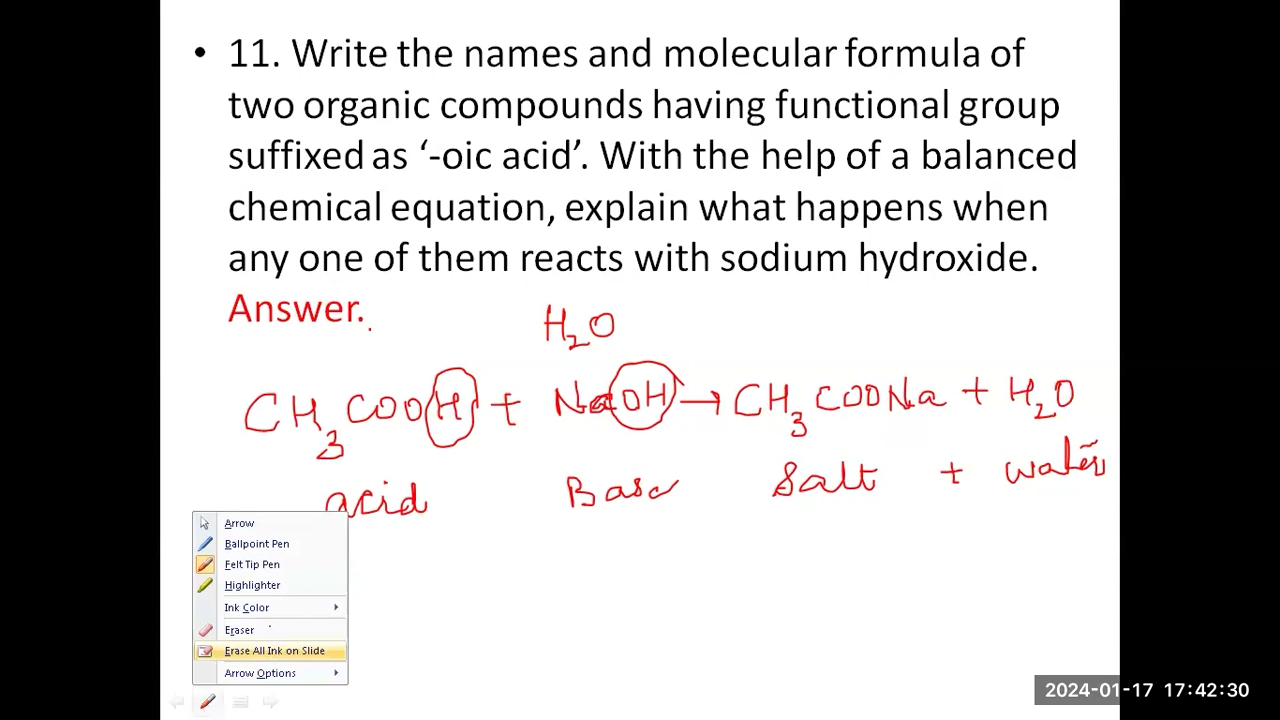 • 11. Write the names and molecular formula of
two organic compounds having functional group
suffixed as ‘-oic acid’. With the help of a balanced
chemical equation, explain what happens when
any one of them reacts with sodium hydroxide.
Answer.
H₂O
CH₃COOH + NaOH → CH₃COONa + H₂O
acid Base Salt + water
Arrow
Ballpoint Pen
Felt Tip Pen
Highlighter
Ink Color
Eraser
Erase All Ink on Slide
Arrow Options
2024-01-17 17:42:30